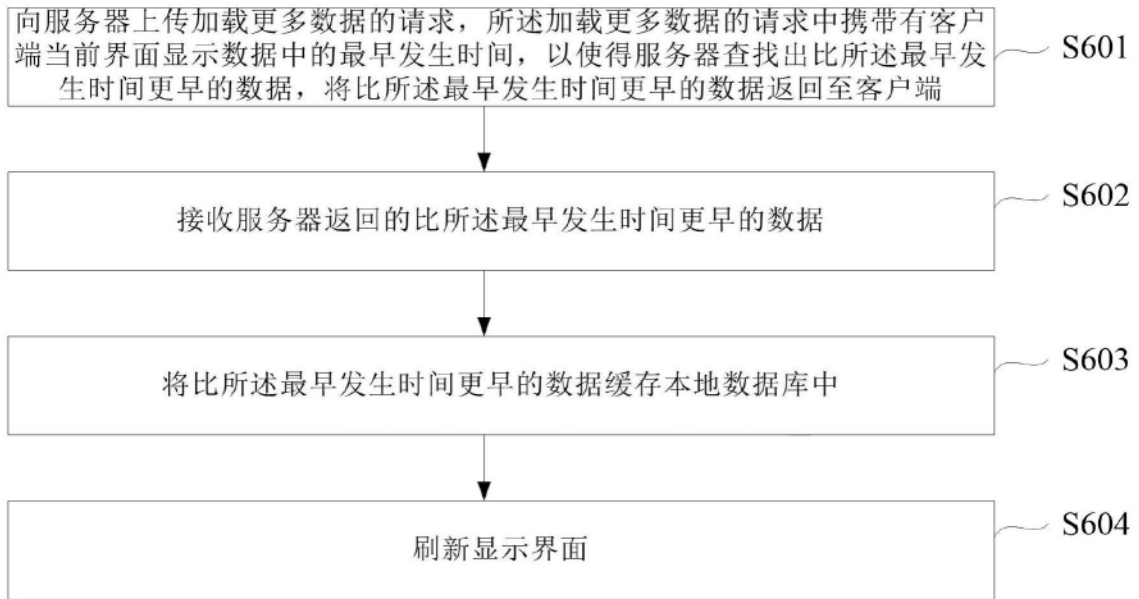 向服务器上传加载更多数据的请求，所述加载更多数据的请求中携带有客户
端当前界面显示数据中的最早发生时间，以使得服务器查找出比所述最早发
生时间更早的数据，将比所述最早发生时间更早的数据返回至客户端
S601
接收服务器返回的比所述最早发生时间更早的数据
S602
将比所述最早发生时间更早的数据缓存本地数据库中
S603
刷新显示界面
S604